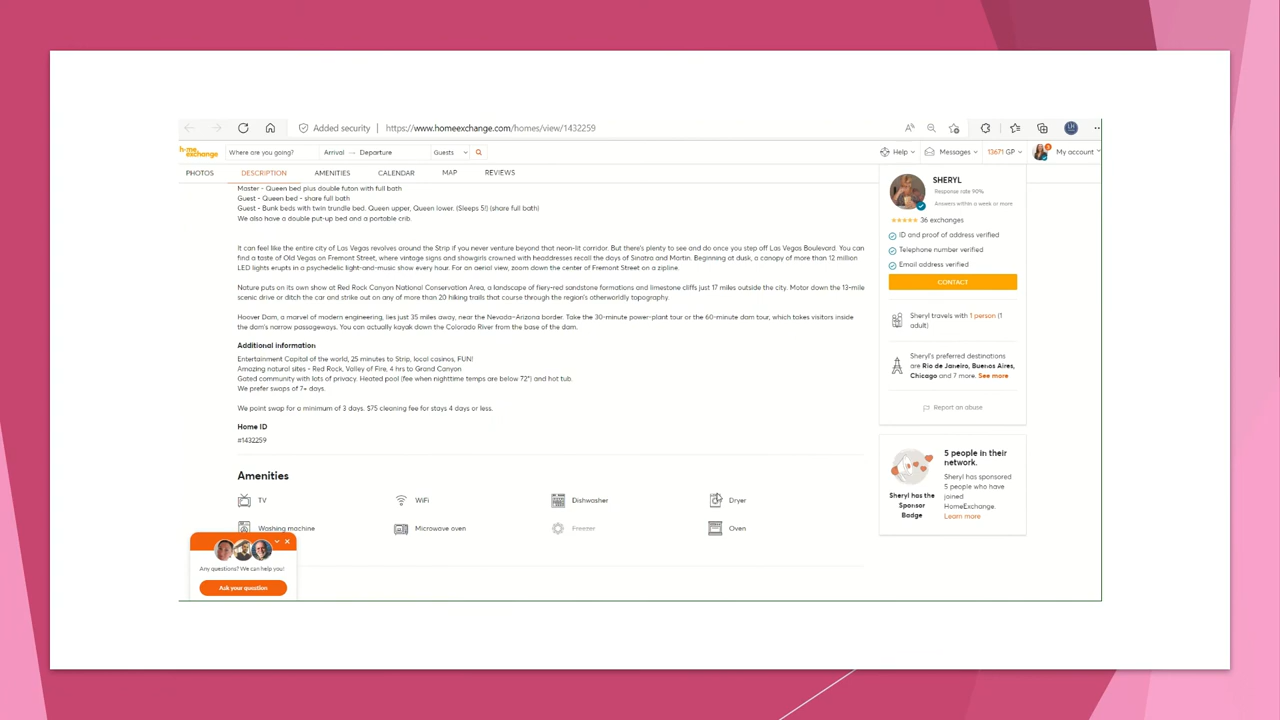 Added security | https://www.homeexchange.com/homes/view/1432259
home exchange
Where are you going? Arrival → Departure Guests
Help Messages 13671 GP My account
PHOTOS DESCRIPTION AMENITIES CALENDAR MAP REVIEWS
Master - Queen bed plus double futon with full bath
Guest - Queen bed - share full bath
Guest - Bunk beds with twin trundle bed. Queen upper, Queen lower. (Sleeps 5!) (share full bath)
We also have a double put-up bed and a portable crib.
It can feel like the entire city of Las Vegas revolves around the Strip if you never venture beyond that neon-lit corridor. But there's plenty to see and do once you step off Las Vegas Boulevard. You can
find a taste of Old Vegas on Fremont Street, where vintage signs and showgirls crowned with headdresses recall the days of Sinatra and Martin. Beginning at dusk, a canopy of more than 12 million
LED lights erupts in a psychedelic light-and-music show every hour. For an aerial view, zoom down the center of Fremont Street on a zipline.
Nature puts on its own show at Red Rock Canyon National Conservation Area, a landscape of fiery-red sandstone formations and limestone cliffs just 17 miles outside the city. Motor down the 13-mile
scenic drive or ditch the car and strike out on any of more than 20 hiking trails that course through the region's otherworldly topography.
Hoover Dam, a marvel of modern engineering, lies just 35 miles away, near the Nevada-Arizona border. Take the 30-minute power-plant tour or the 60-minute dam tour, which takes visitors inside
the dam's narrow passageways. You can actually kayak down the Colorado River from the base of the dam.
Additional information
Entertainment Capital of the world, 25 minutes to Strip, local casinos, FUN!
Amazing natural sites - Red Rock, Valley of Fire, 4 hrs to Grand Canyon
Gated community with lots of privacy. Heated pool (fee when nighttime temps are below 72°) and hot tub.
We prefer swaps of 7+ days.
We point swap for a minimum of 3 days. $75 cleaning fee for stays 4 days or less.
Home ID
#1432259
Amenities
TV WiFi Dishwasher Dryer
Washing machine Microwave oven Freezer Oven
Any questions? We can help you!
Ask your question
SHERYL
Response rate 90%
Answers within a week or more
36 exchanges
ID and proof of address verified
Telephone number verified
Email address verified
CONTACT
Sheryl travels with 1 person (1
adult)
Sheryl's preferred destinations
are Rio de Janeiro, Buenos Aires,
Chicago and 7 more. See more
Report an abuse
Sheryl has the
Sponsor
Badge
5 people in their
network.
Sheryl has sponsored
5 people who have
joined
HomeExchange.
Learn more